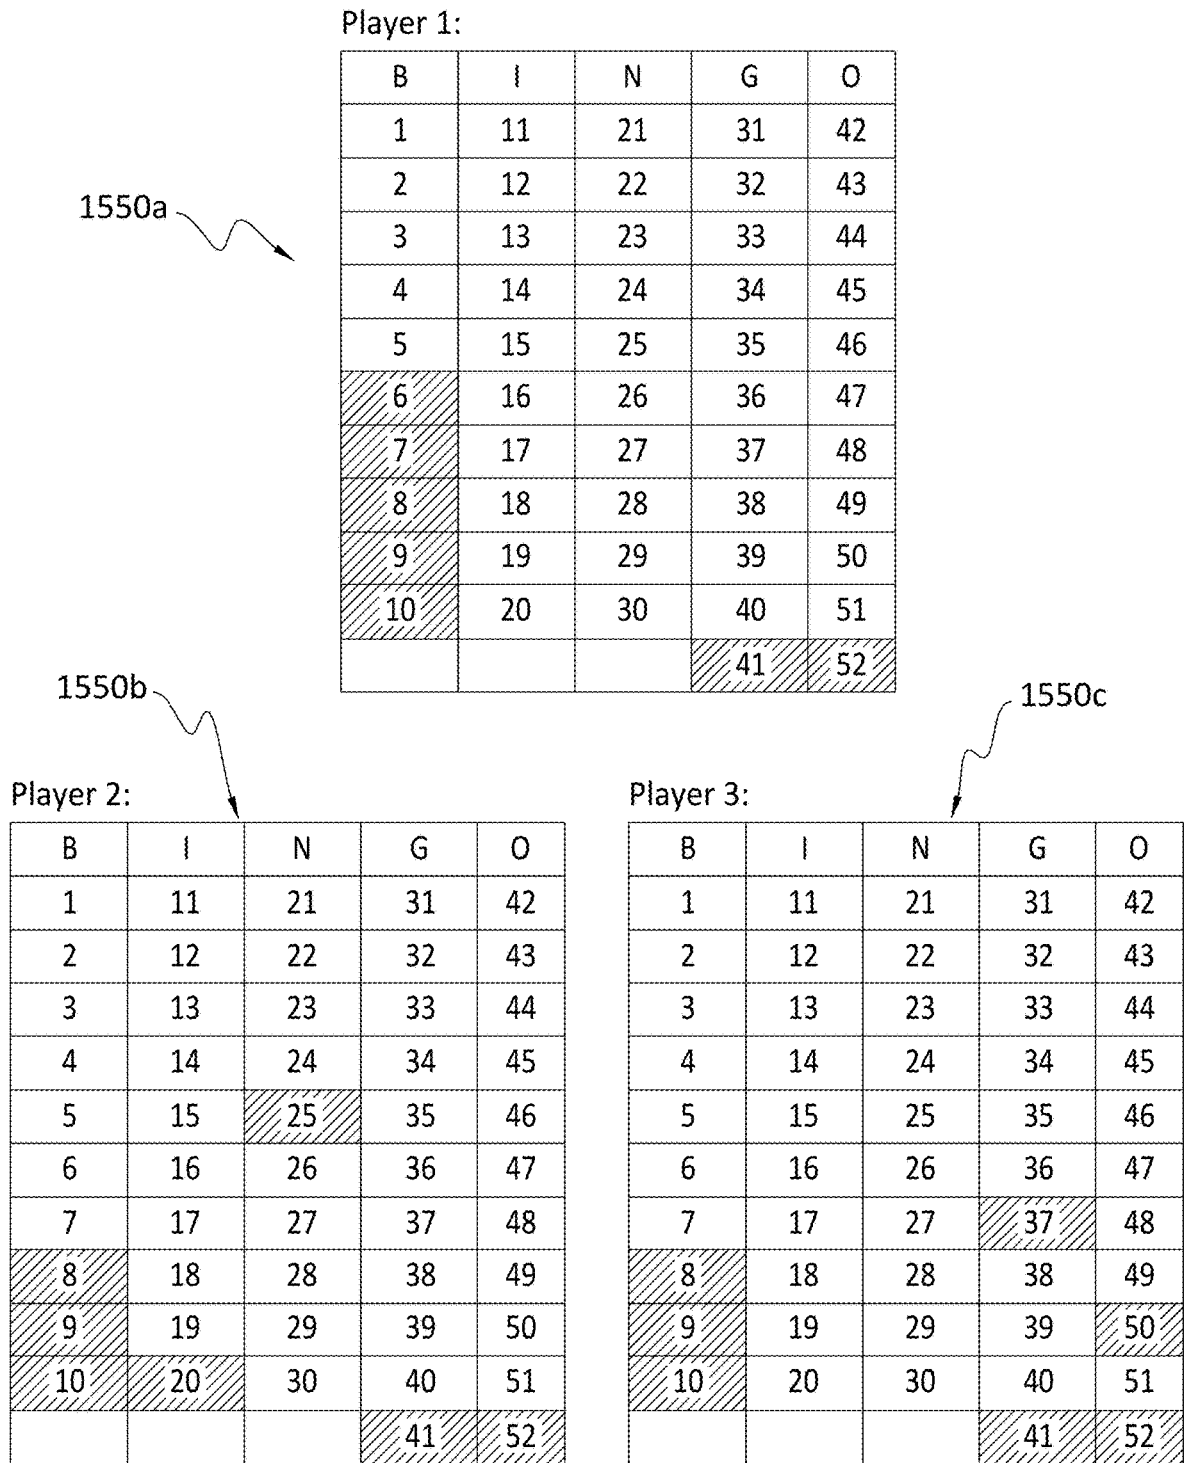 Player 1:
B I N G O
1 11 21 31 42
2 12 22 32 43
1550a
3 13 23 33 44
4 14 24 34 45
5 15 25 35 46
6 16 26 36 47
7 17 27 37 48
8 18 28 38 49
9 19 29 39 50
10 20 30 40 51
41 52
1550b
1550c
Player 2:
B I N G O
1 11 21 31 42
2 12 22 32 43
3 13 23 33 44
4 14 24 34 45
5 15 25 35 46
6 16 26 36 47
7 17 27 37 48
8 18 28 38 49
9 19 29 39 50
10 20 30 40 51
41 52
Player 3:
B I N G O
1 11 21 31 42
2 12 22 32 43
3 13 23 33 44
4 14 24 34 45
5 15 25 35 46
6 16 26 36 47
7 17 27 37 48
8 18 28 38 49
9 19 29 39 50
10 20 30 40 51
41 52